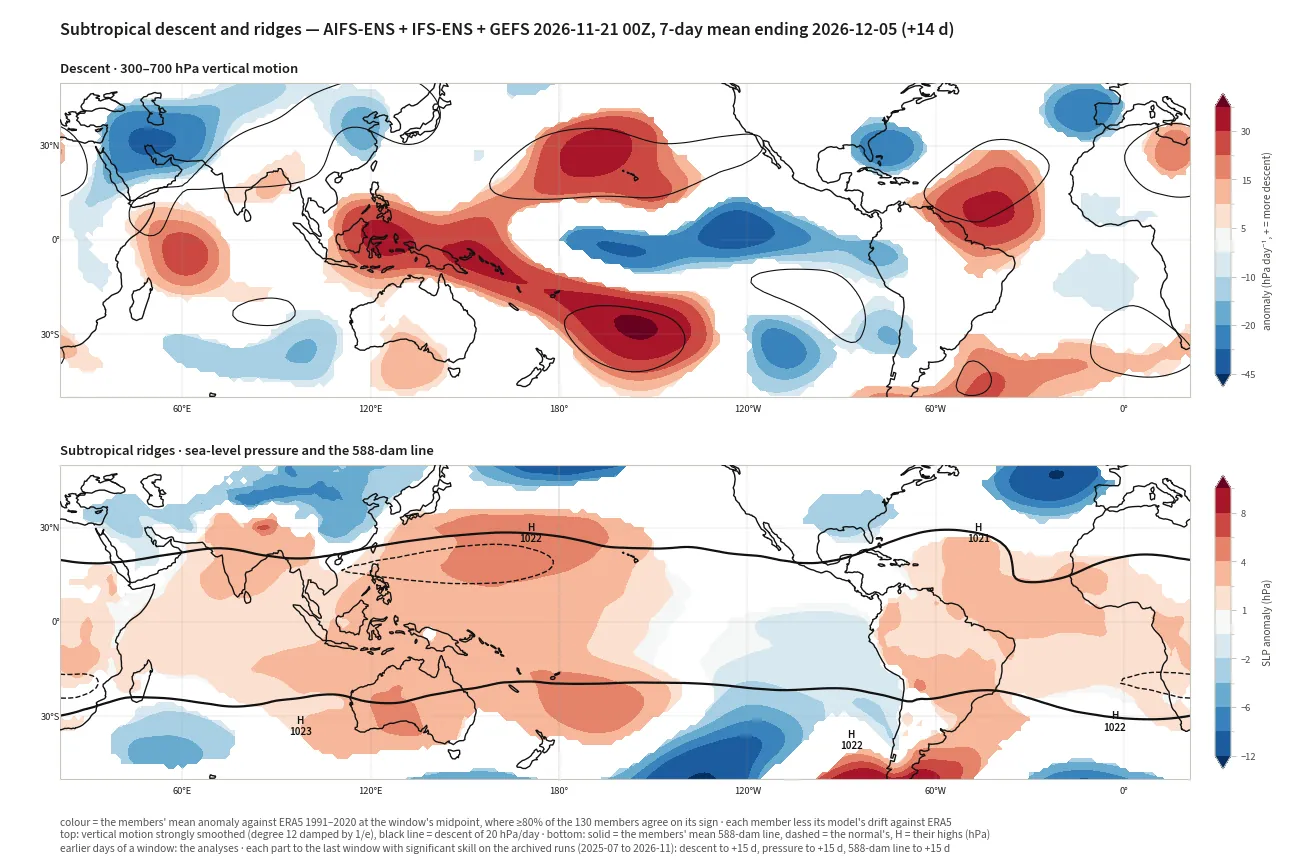 Subtropical descent and ridges — AIFS-ENS + IFS-ENS + GEFS 2026-11-21 00Z, 7-day mean ending 2026-12-05 (+14 d)
Descent · 300–700 hPa vertical motion
30°N
0°
30°S
60°E
120°E
180°
120°W
60°W
0°
30
15
5
−10
−20
−45
anomaly (hPa day⁻¹, + = more descent)
Subtropical ridges · sea-level pressure and the 588-dam line
30°N
0°
30°S
H
1022
H
1021
H
1023
H
1022
H
1022
60°E
120°E
180°
120°W
60°W
0°
8
4
1
−2
−6
−12
SLP anomaly (hPa)
colour = the members' mean anomaly against ERA5 1991–2020 at the window's midpoint, where ≥80% of the 130 members agree on its sign · each member less its model's drift against ERA5
top: vertical motion strongly smoothed (degree 12 damped by 1/e), black line = descent of 20 hPa/day · bottom: solid = the members' mean 588-dam line, dashed = the normal's, H = their highs (hPa)
earlier days of a window: the analyses · each part to the last window with significant skill on the archived runs (2025-07 to 2026-11): descent to +15 d, pressure to +15 d, 588-dam line to +15 d